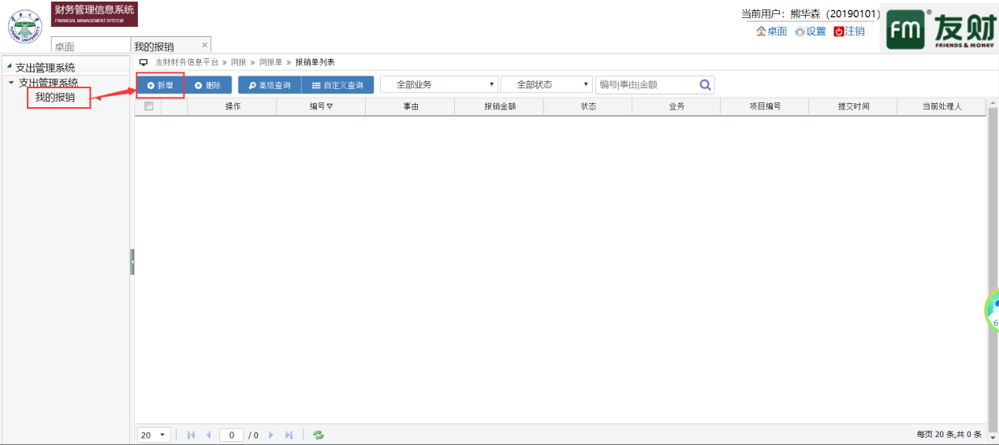 财务管理信息系统
FINANCIAL MANAGEMENT SYSTEM
当前用户：熊华森（20190101）
桌面 设置 注销
FM® 友财
FRIENDS & MONEY
桌面
我的报销 ×
支出管理系统
友财财务信息平台 » 网报 » 网报单 » 报销单列表
支出管理系统
新增 删除 高级查询 自定义查询 全部业务 全部状态 编号|事由|金额
我的报销
操作 编号 事由 报销金额 状态 业务 项目编号 提交时间 当前处理人
6
20 0 / 0 每页 20 条,共 0 条